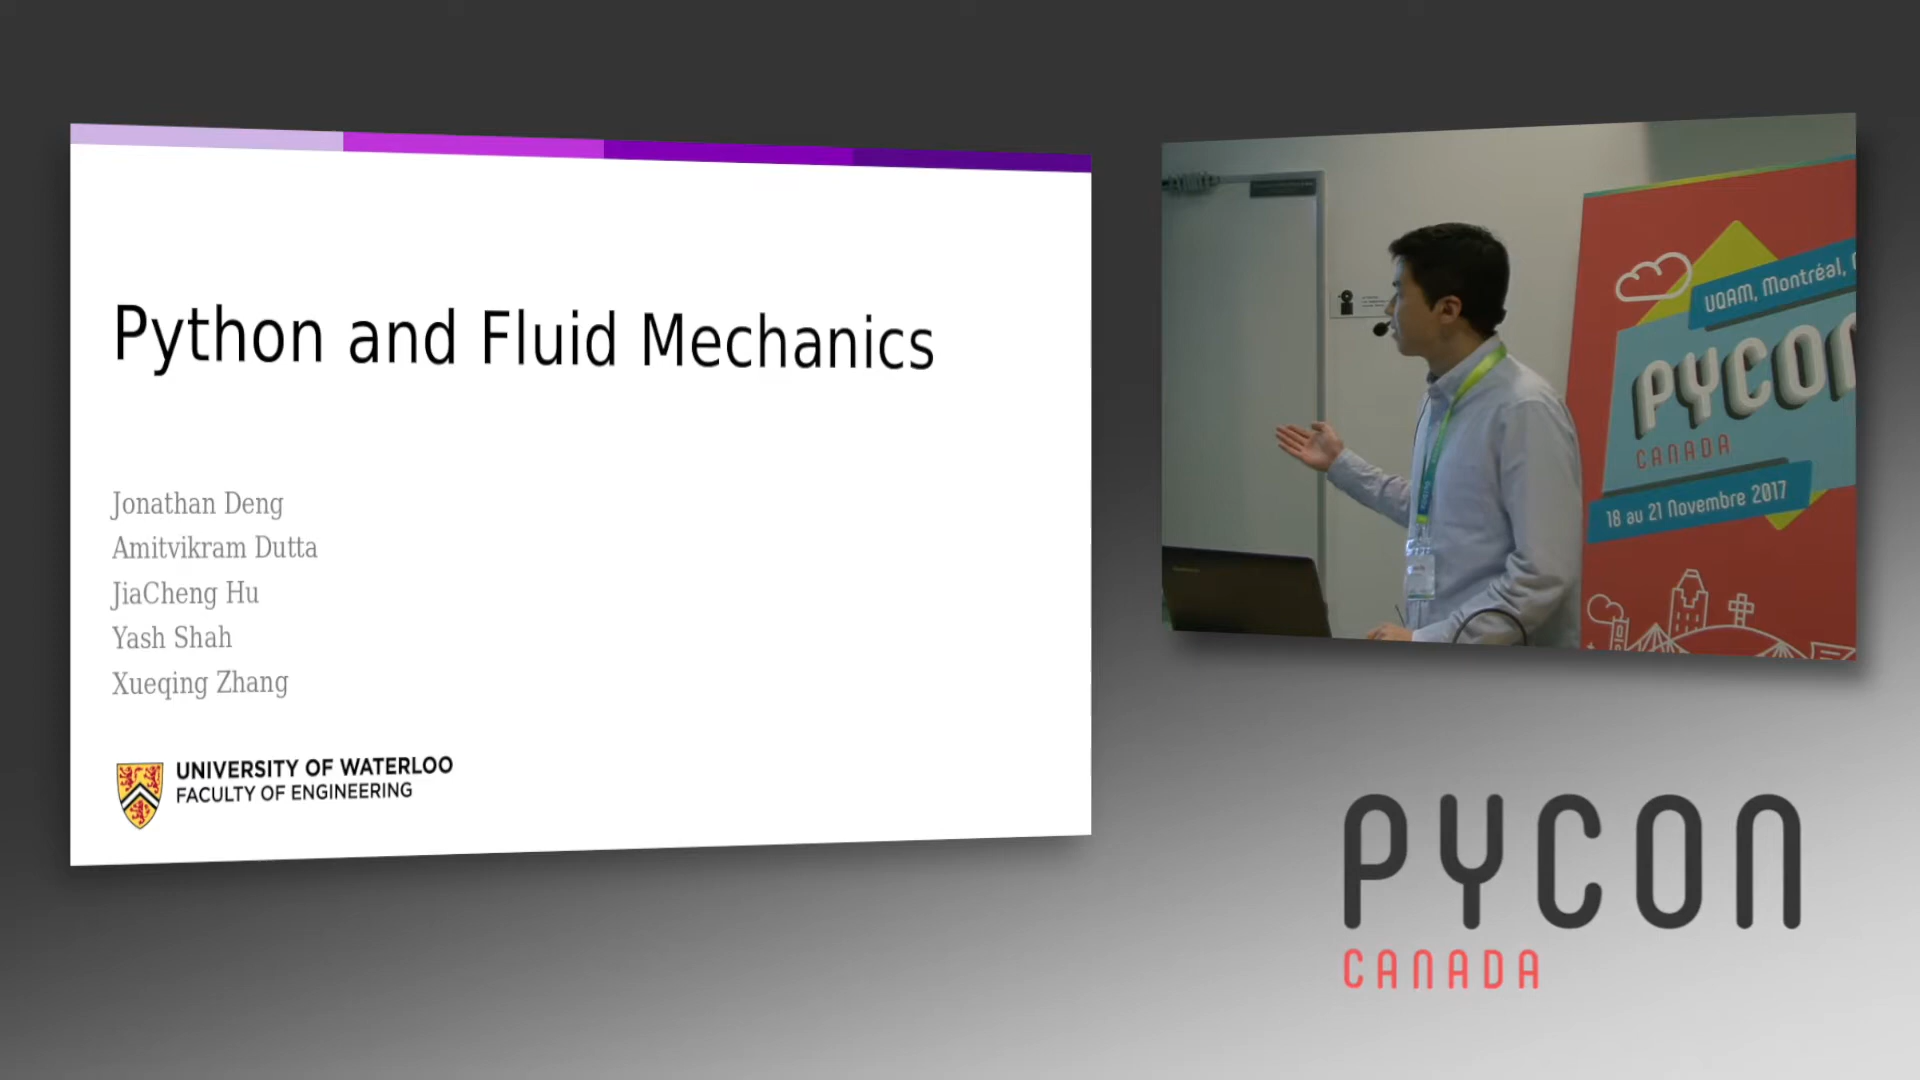 Python and Fluid Mechanics
Jonathan Deng
Amitvikram Dutta
JiaCheng Hu
Yash Shah
Xueqing Zhang
UNIVERSITY OF WATERLOO
FACULTY OF ENGINEERING
UQAM, Montréal,
PYCON
CANADA
18 au 21 Novembre 2017
PYCON
CANADA